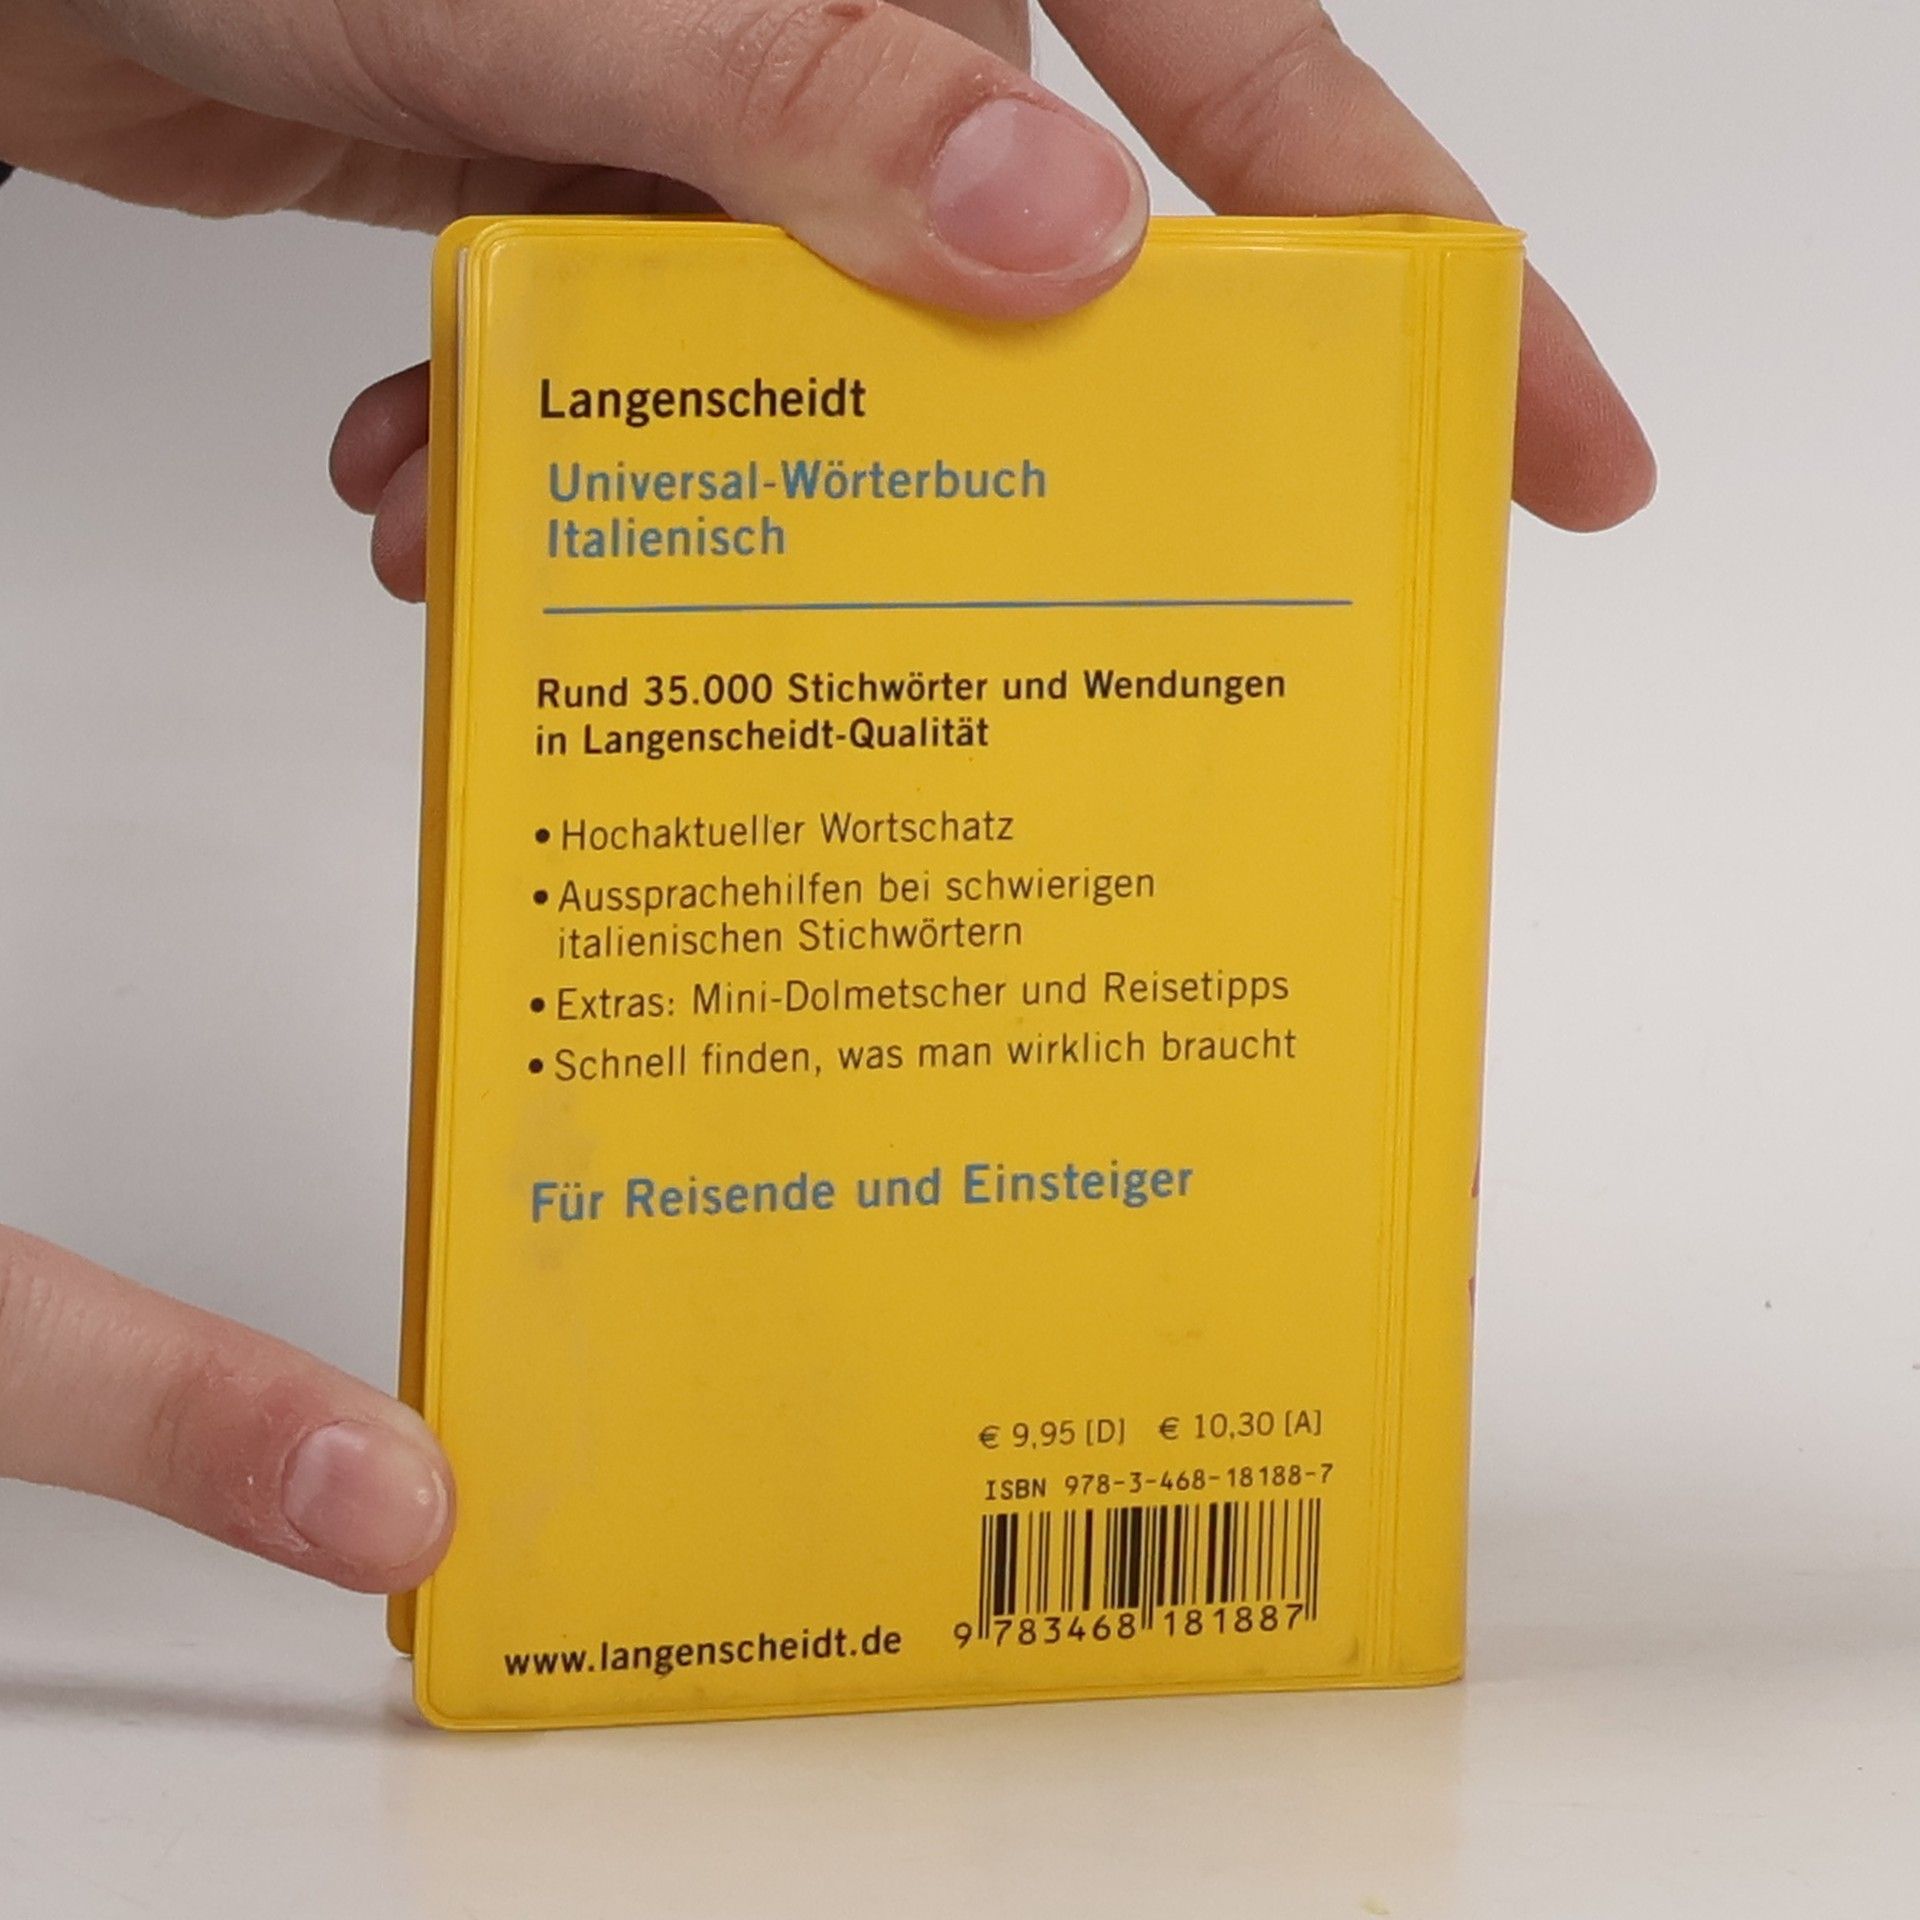 Langenscheidt
Universal-Wörterbuch
Italienisch
Rund 35.000 Stichwörter und Wendungen
in Langenscheidt-Qualität
• Hochaktueller Wortschatz
• Aussprachehilfen bei schwierigen
italienischen Stichwörtern
• Extras: Mini-Dolmetscher und Reisetipps
• Schnell finden, was man wirklich braucht
Für Reisende und Einsteiger
€ 9,95 [D] € 10,30 [A]
ISBN 978-3-468-18188-7
9 783468 181887
www.langenscheidt.de